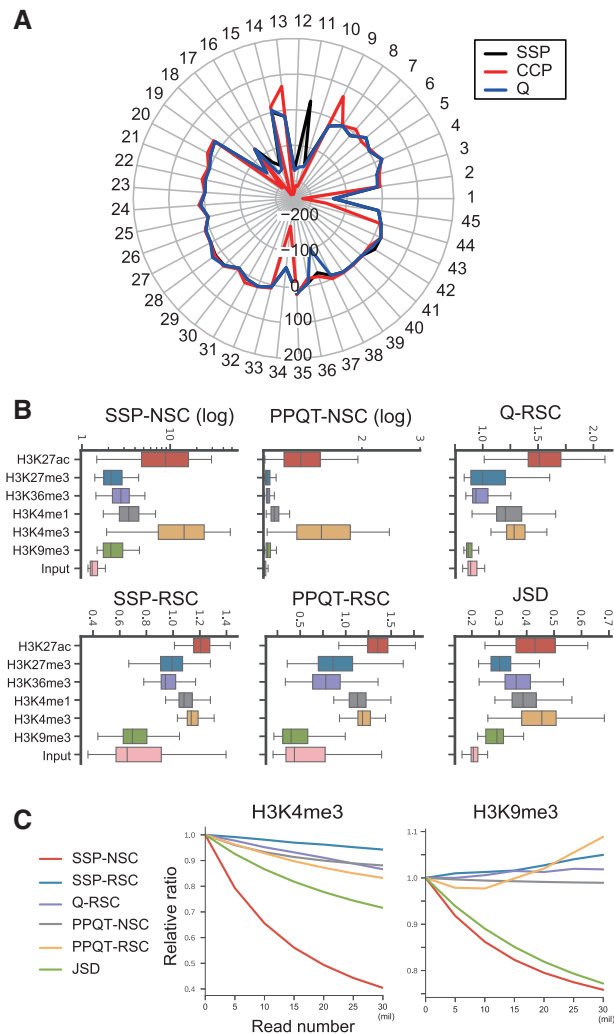 A
SSP
CCP
Q
1
2
3
4
5
6
7
8
9
10
11
12
13
14
15
16
17
18
19
20
21
22
23
24
25
26
27
28
29
30
31
32
33
34
35
36
37
38
39
40
41
42
43
44
45
−200
−100
0
100
200
B
SSP-NSC (log) PPQT-NSC (log) Q-RSC
1 10 2 3 1.0 1.5 2.0
H3K27ac
H3K27me3
H3K36me3
H3K4me1
H3K4me3
H3K9me3
Input
SSP-RSC PPQT-RSC JSD
0.4 0.6 0.8 1.0 1.2 1.4 0.5 1.0 1.5 0.2 0.3 0.4 0.5 0.6 0.7
H3K27ac
H3K27me3
H3K36me3
H3K4me1
H3K4me3
H3K9me3
Input
C
H3K4me3 H3K9me3
SSP-NSC
SSP-RSC
Q-RSC
PPQT-NSC
PPQT-RSC
JSD
Relative ratio
1.0
0.9
0.8
0.7
0.6
0.5
0.4
0 5 10 15 20 25 30
(mil)
1.1
1.0
0.9
0.8
0 5 10 15 20 25 30
(mil)
Read number